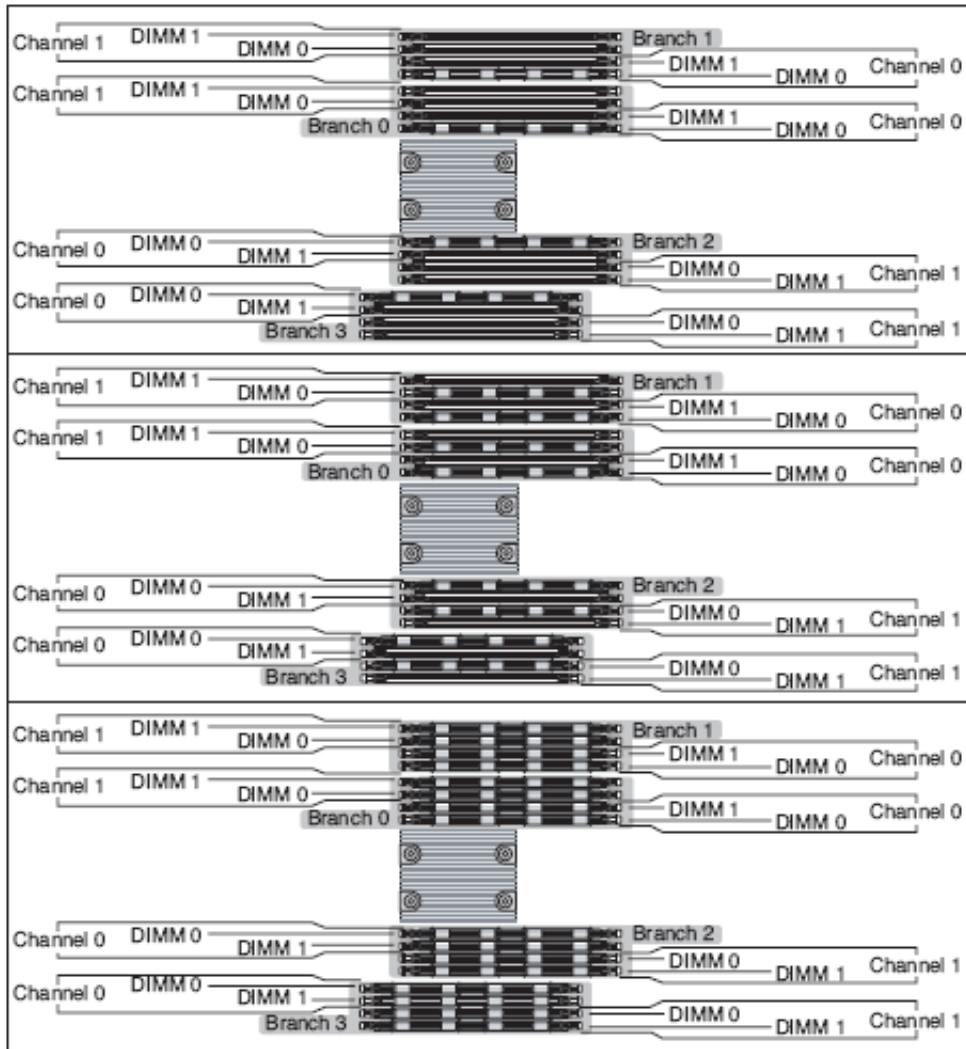 Channel 1 DIMM 1 Branch 1
DIMM 0 DIMM 1 Channel 0
DIMM 0
Channel 1 DIMM 1
DIMM 0 DIMM 1 Channel 0
Branch 0 DIMM 0
Channel 0 DIMM 0 Branch 2
DIMM 1 DIMM 0 Channel 1
DIMM 1
Channel 0 DIMM 0
DIMM 1 DIMM 0 Channel 1
Branch 3 DIMM 1
Channel 1 DIMM 1 Branch 1
DIMM 0 DIMM 1 Channel 0
DIMM 0
Channel 1 DIMM 1
DIMM 0 DIMM 1 Channel 0
Branch 0 DIMM 0
Channel 0 DIMM 0 Branch 2
DIMM 1 DIMM 0 Channel 1
DIMM 1
Channel 0 DIMM 0
DIMM 1 DIMM 0 Channel 1
Branch 3 DIMM 1
Channel 1 DIMM 1 Branch 1
DIMM 0 DIMM 1 Channel 0
DIMM 0
Channel 1 DIMM 1
DIMM 0 DIMM 1 Channel 0
Branch 0 DIMM 0
Channel 0 DIMM 0 Branch 2
DIMM 1 DIMM 0 Channel 1
DIMM 1
Channel 0 DIMM 0
DIMM 1 DIMM 0 Channel 1
Branch 3 DIMM 1